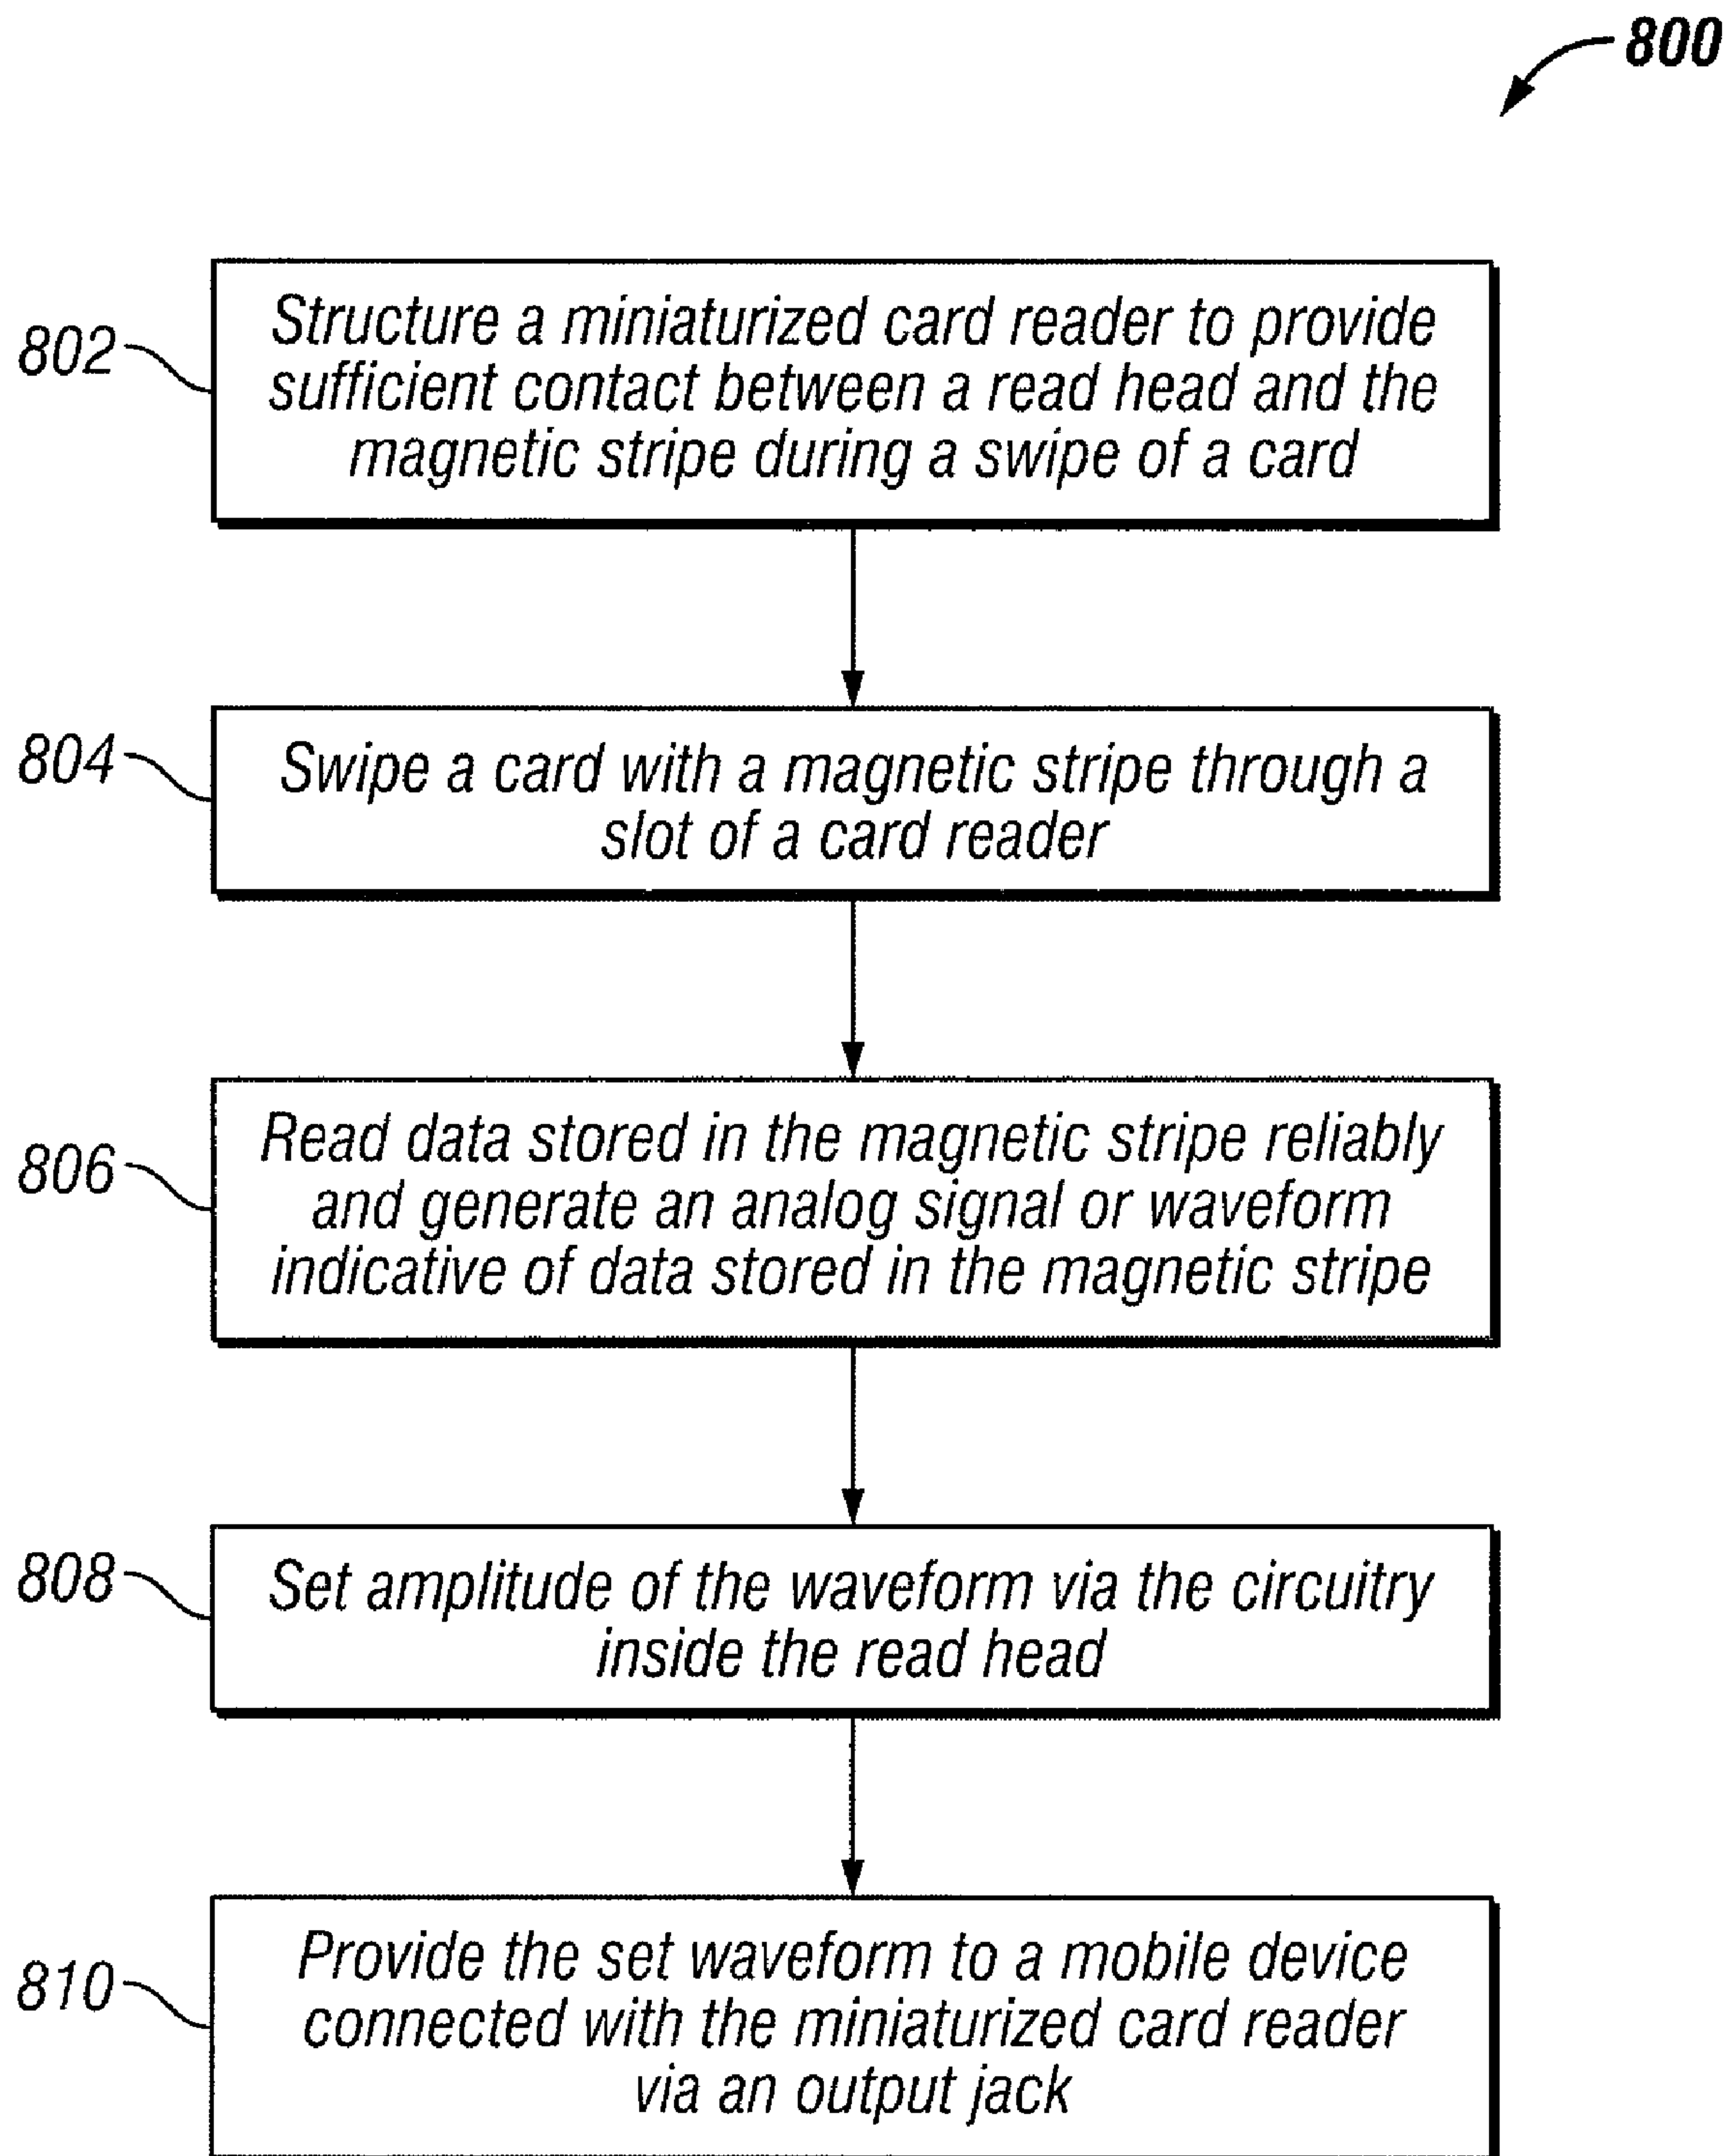 800
802
Structure a miniaturized card reader to provide
sufficient contact between a read head and the
magnetic stripe during a swipe of a card
804
Swipe a card with a magnetic stripe through a
slot of a card reader
806
Read data stored in the magnetic stripe reliably
and generate an analog signal or waveform
indicative of data stored in the magnetic stripe
808
Set amplitude of the waveform via the circuitry
inside the read head
810
Provide the set waveform to a mobile device
connected with the miniaturized card reader
via an output jack